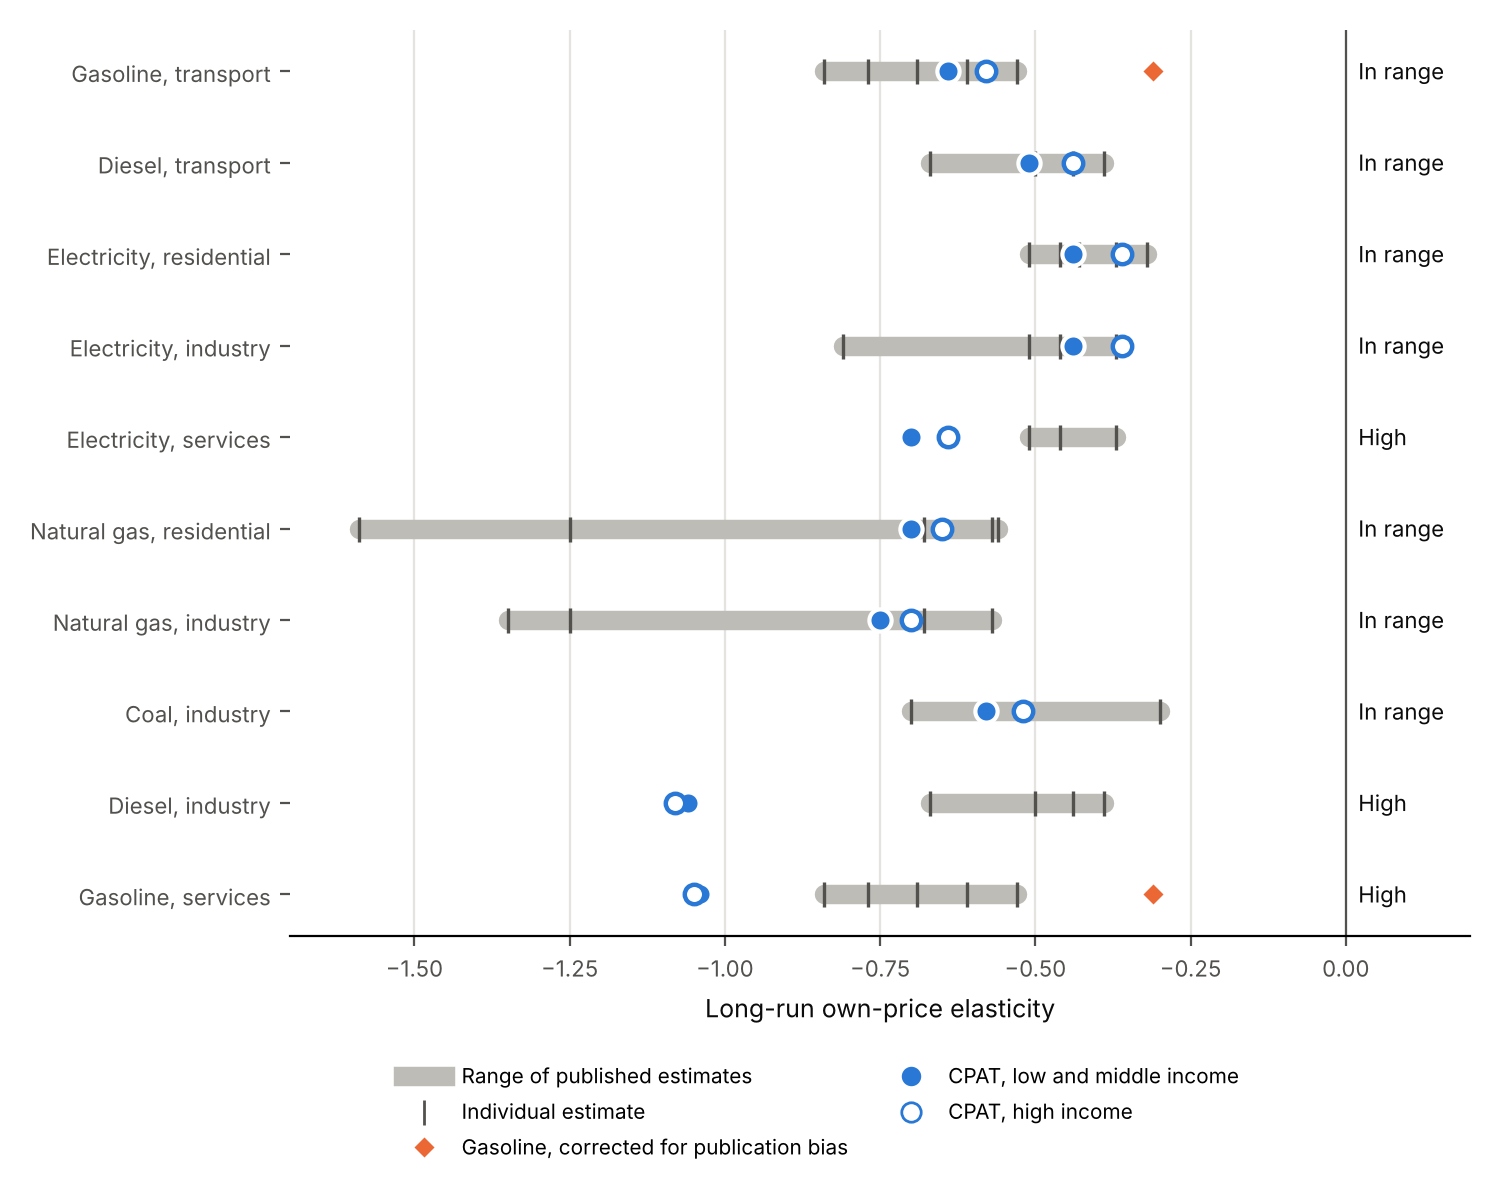 Gasoline, transport In range
Diesel, transport In range
Electricity, residential In range
Electricity, industry In range
Electricity, services High
Natural gas, residential In range
Natural gas, industry In range
Coal, industry In range
Diesel, industry High
Gasoline, services High
−1.50 −1.25 −1.00 −0.75 −0.50 −0.25 0.00
Long-run own-price elasticity
Range of published estimates CPAT, low and middle income
Individual estimate CPAT, high income
Gasoline, corrected for publication bias